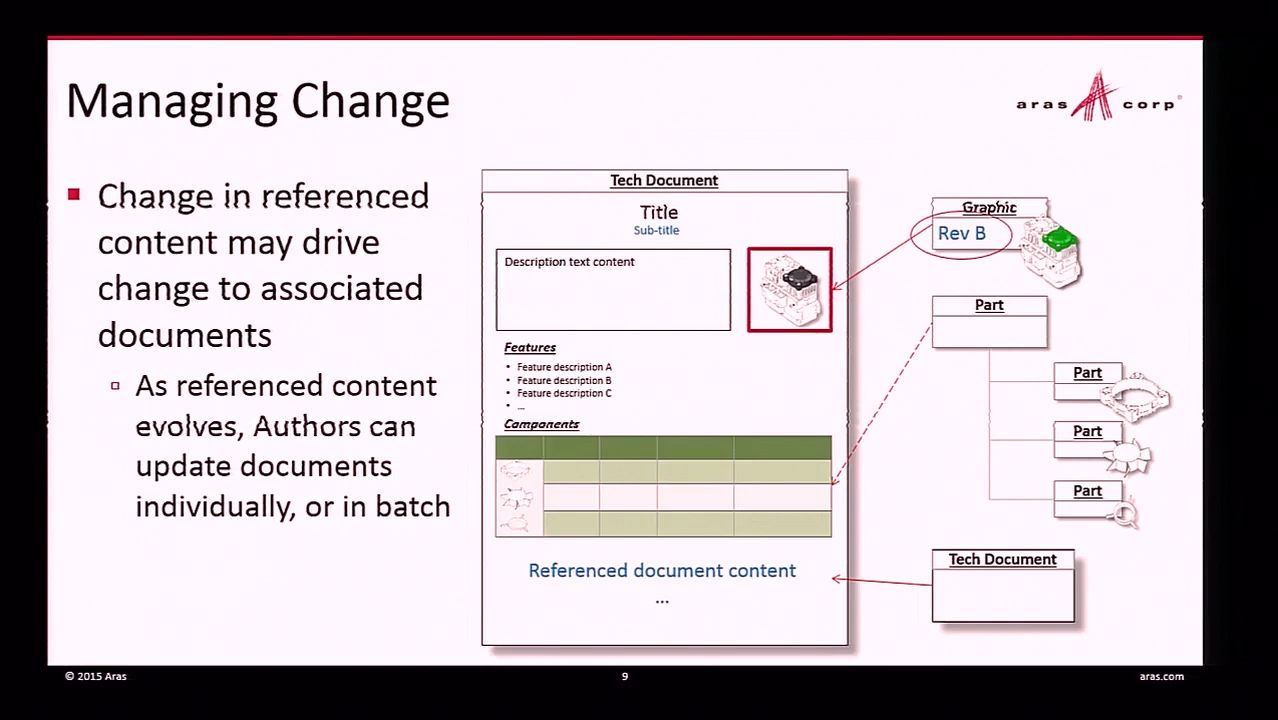 Managing Change
aras corp
Change in referenced
content may drive
change to associated
documents
As referenced content
evolves, Authors can
update documents
individually, or in batch
Tech Document
Title
Sub-title
Description text content
Features
• Feature description A
• Feature description B
• Feature description C
• ...
Components
Referenced document content
...
Graphic
Rev B
Part
Part
Part
Part
Tech Document
© 2015 Aras
9
aras.com